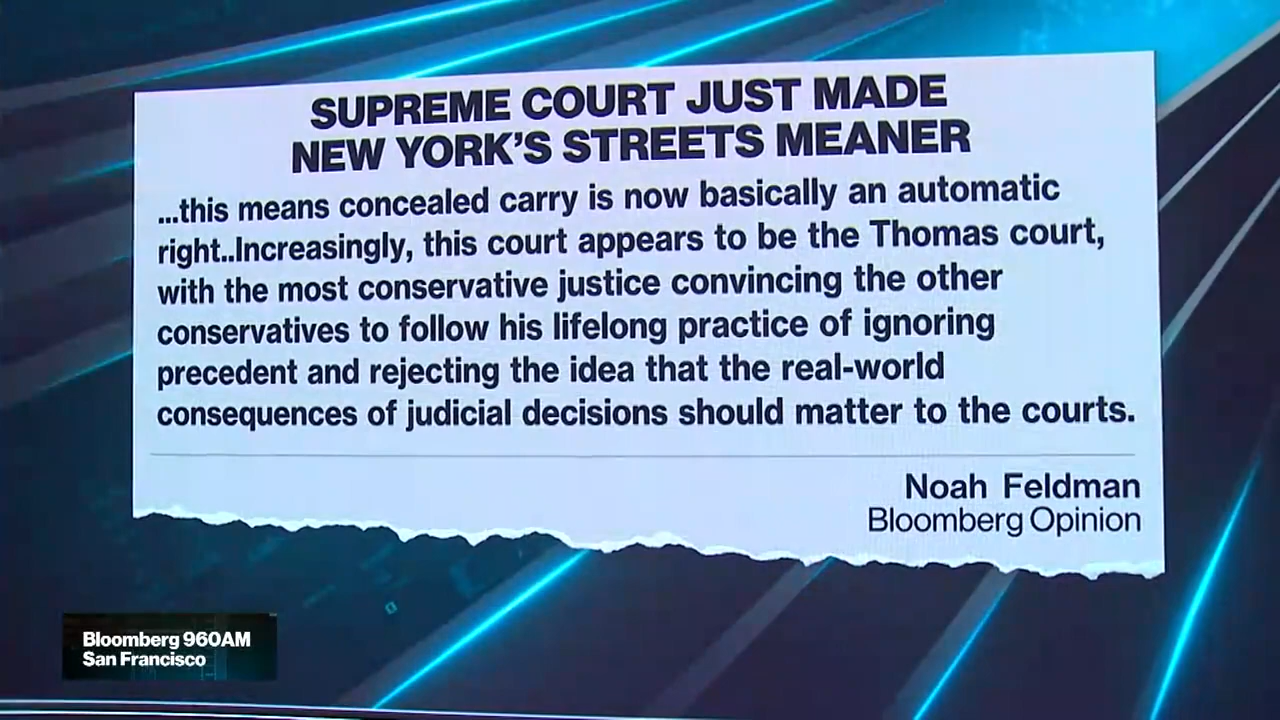 SUPREME COURT JUST MADE
NEW YORK'S STREETS MEANER
...this means concealed carry is now basically an automatic
right..Increasingly, this court appears to be the Thomas court,
with the most conservative justice convincing the other
conservatives to follow his lifelong practice of ignoring
precedent and rejecting the idea that the real-world
consequences of judicial decisions should matter to the courts.
Noah Feldman
Bloomberg Opinion
Bloomberg 960AM
San Francisco